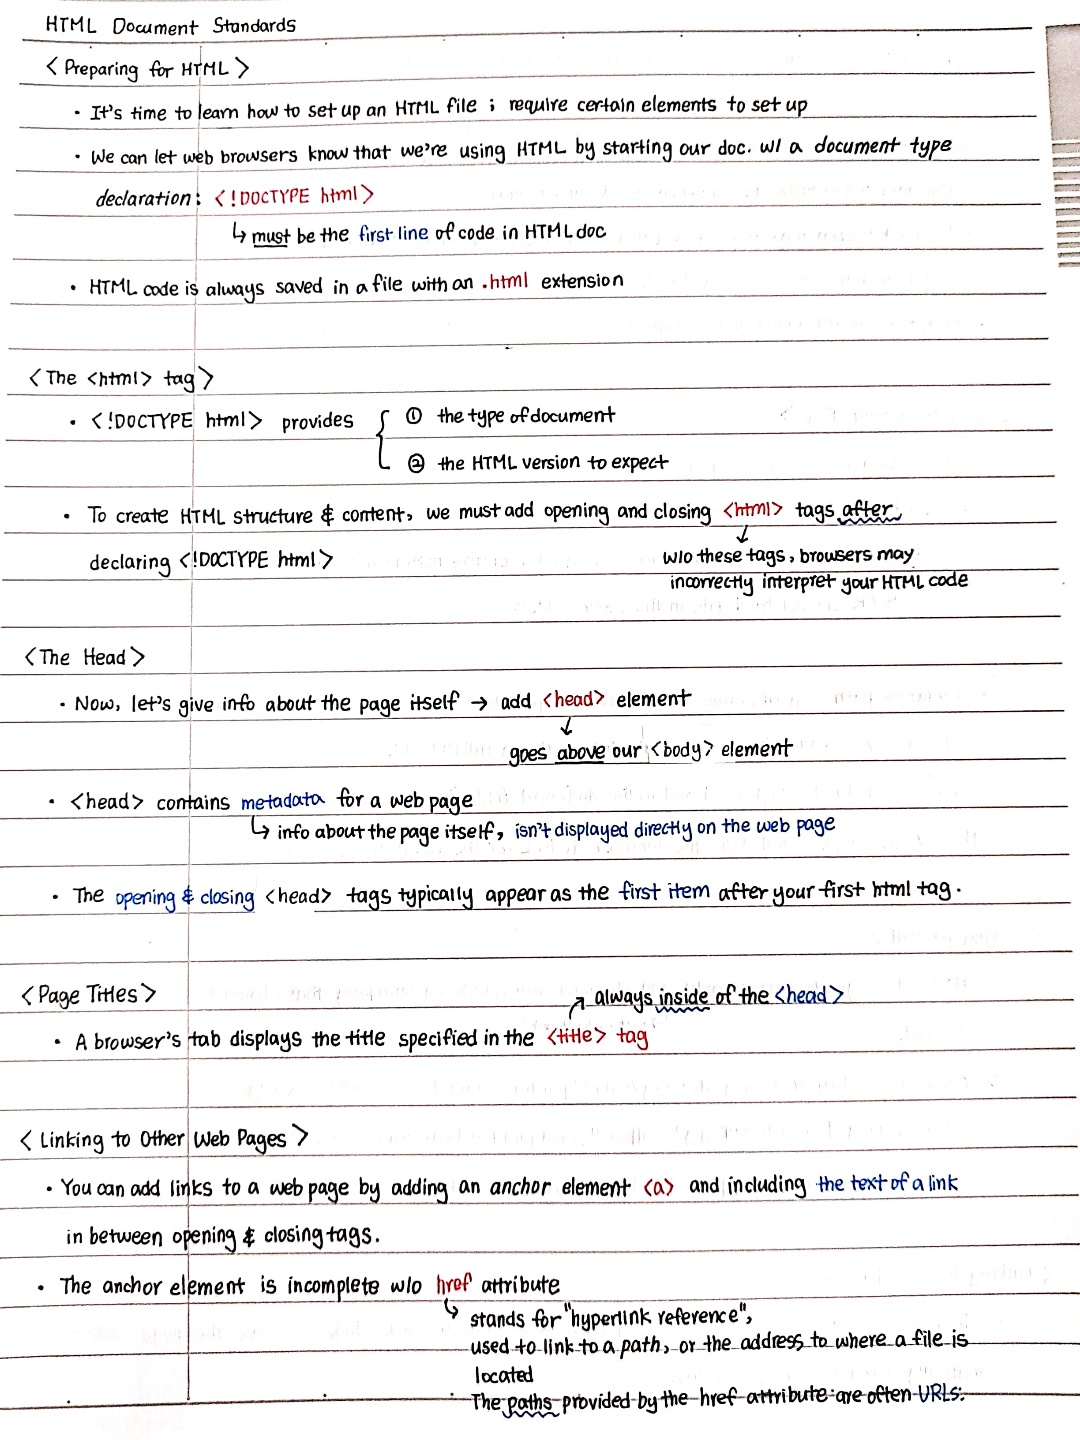 HTML Document Standards
<Preparing for HTML>
• It's time to learn how to set up an HTML file ; require certain elements to set up
• We can let web browsers know that we're using HTML by starting our doc. w/ a document type
declaration: <!DOCTYPE html>
↳ must be the first line of code in HTML doc
• HTML code is always saved in a file with an .html extension
<The <html> tag>
• <!DOCTYPE html> provides { ① the type of document
② the HTML version to expect
• To create HTML structure & content, we must add opening and closing <html> tags after
declaring <!DOCTYPE html>
↓
w/o these tags, browsers may
incorrectly interpret your HTML code
<The Head>
• Now, let's give info about the page itself → add <head> element
↓
goes above our <body> element
• <head> contains metadata for a web page
↳ info about the page itself, isn't displayed directly on the web page
• The opening & closing <head> tags typically appear as the first item after your first html tag.
<Page Titles>
↗ always inside of the <head>
• A browser's tab displays the title specified in the <title> tag
<Linking to Other Web Pages>
• You can add links to a web page by adding an anchor element <a> and including the text of a link
in between opening & closing tags.
• The anchor element is incomplete w/o href attribute
↳ stands for "hyperlink reference",
used to link to a path, or the address to where a file is
located
The paths provided by the href attribute are often URLs.